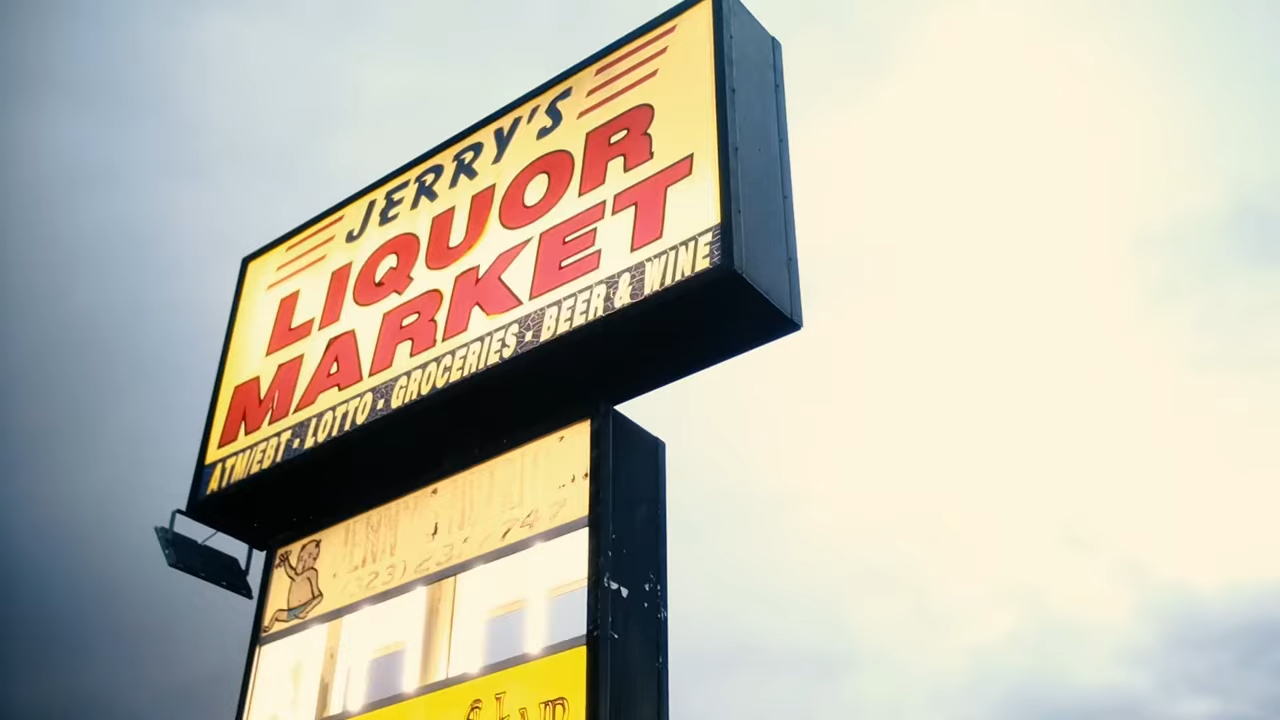 JERRY'S
LIQUOR
MARKET
ATM/EBT · LOTTO · GROCERIES · BEER & WINE